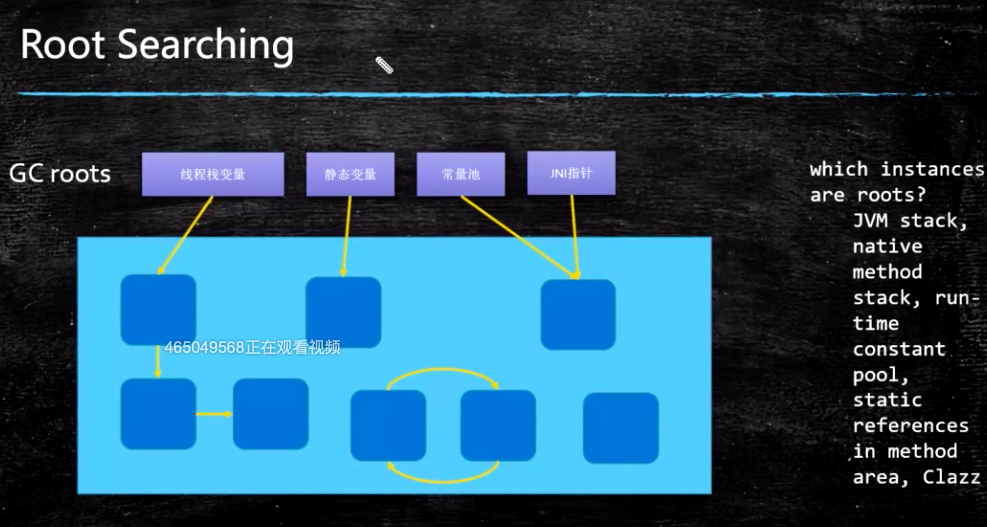 Root Searching
GC roots
线程栈变量
静态变量
常量池
JNI指针
which instances
are roots?
JVM stack,
native
method
stack, run-
time
constant
pool,
static
references
in method
area, Clazz
465049568正在观看视频